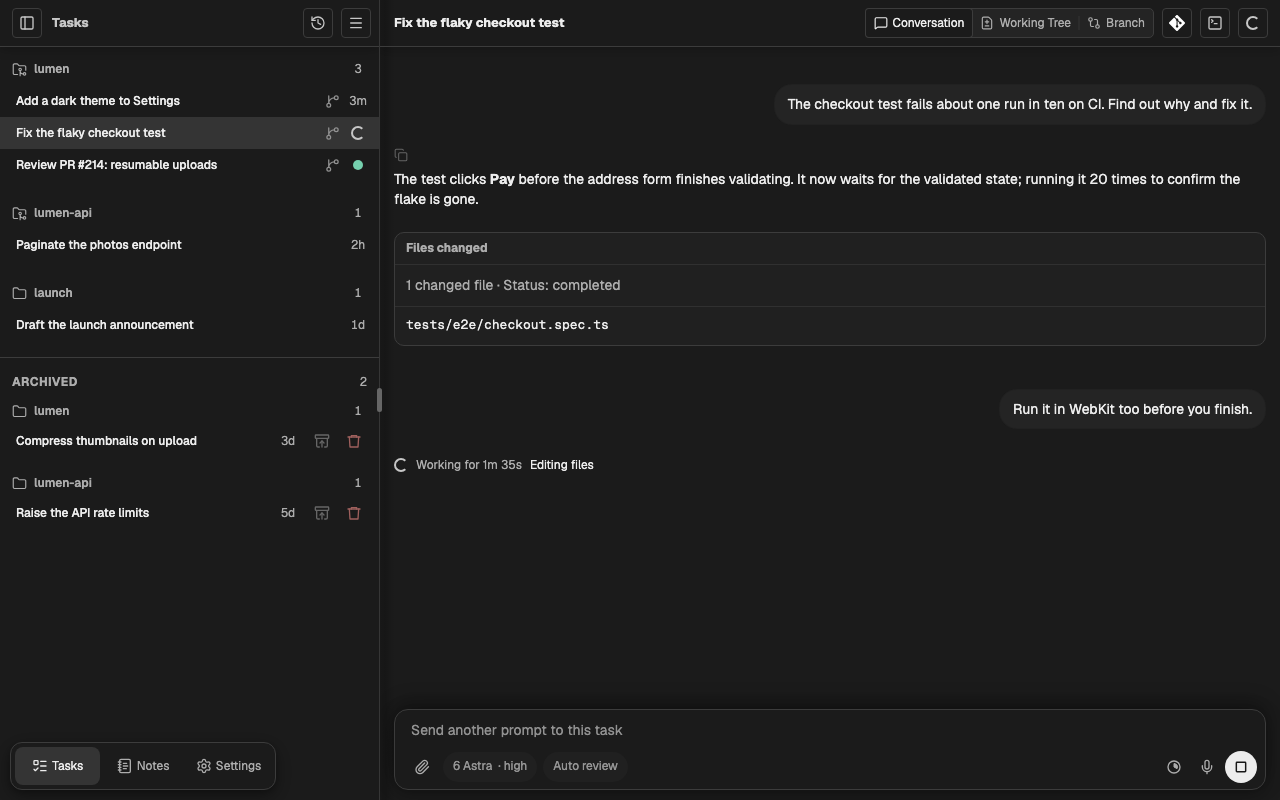 Tasks
lumen 3
Add a dark theme to Settings 3m
Fix the flaky checkout test
Review PR #214: resumable uploads
lumen-api 1
Paginate the photos endpoint 2h
launch 1
Draft the launch announcement 1d
ARCHIVED 2
lumen 1
Compress thumbnails on upload 3d
lumen-api 1
Raise the API rate limits 5d
Tasks Notes Settings
Fix the flaky checkout test Conversation Working Tree Branch
The checkout test fails about one run in ten on CI. Find out why and fix it.
The test clicks Pay before the address form finishes validating. It now waits for the validated state; running it 20 times to confirm the
flake is gone.
Files changed
1 changed file · Status: completed
tests/e2e/checkout.spec.ts
Run it in WebKit too before you finish.
Working for 1m 35s Editing files
Send another prompt to this task
6 Astra · high Auto review